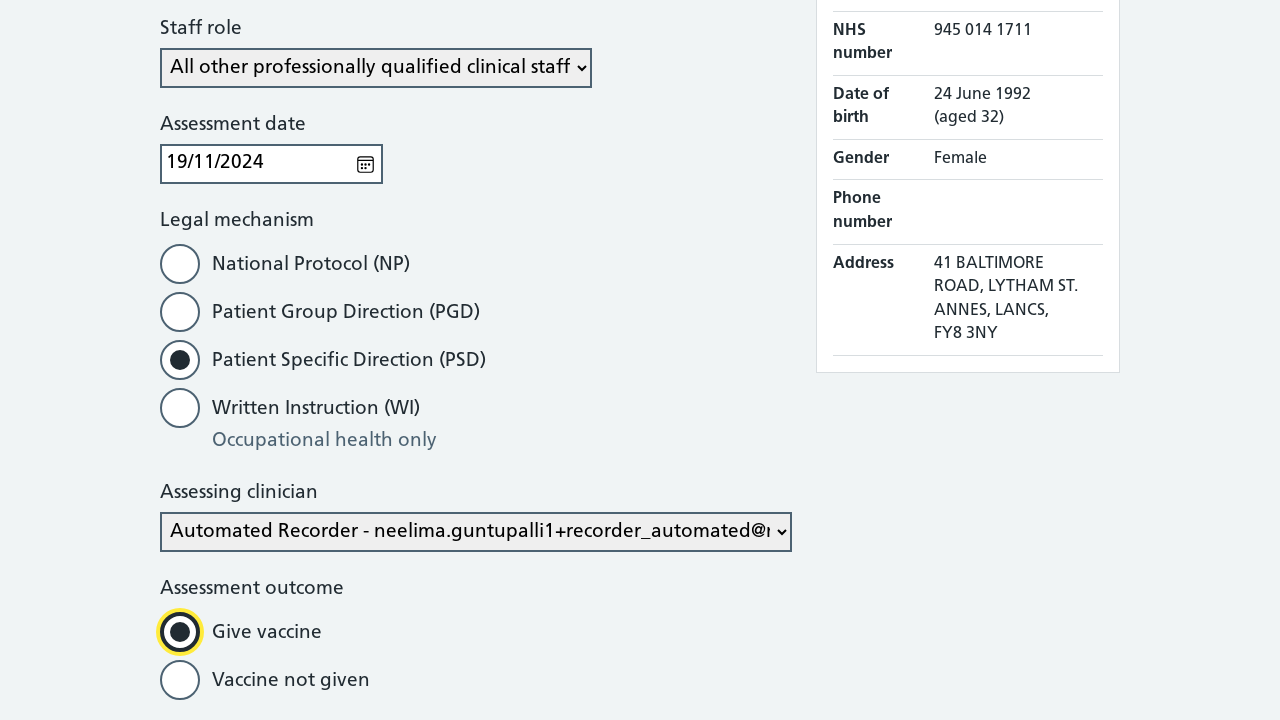 Staff role
All other professionally qualified clinical staff
Assessment date
19/11/2024
Legal mechanism
National Protocol (NP)
Patient Group Direction (PGD)
Patient Specific Direction (PSD)
Written Instruction (WI)
Occupational health only
Assessing clinician
Automated Recorder - neelima.guntupalli1+recorder_automated@
Assessment outcome
Give vaccine
Vaccine not given
NHS number
945 014 1711
Date of birth
24 June 1992
(aged 32)
Gender
Female
Phone number
Address
41 BALTIMORE
ROAD, LYTHAM ST.
ANNES, LANCS,
FY8 3NY